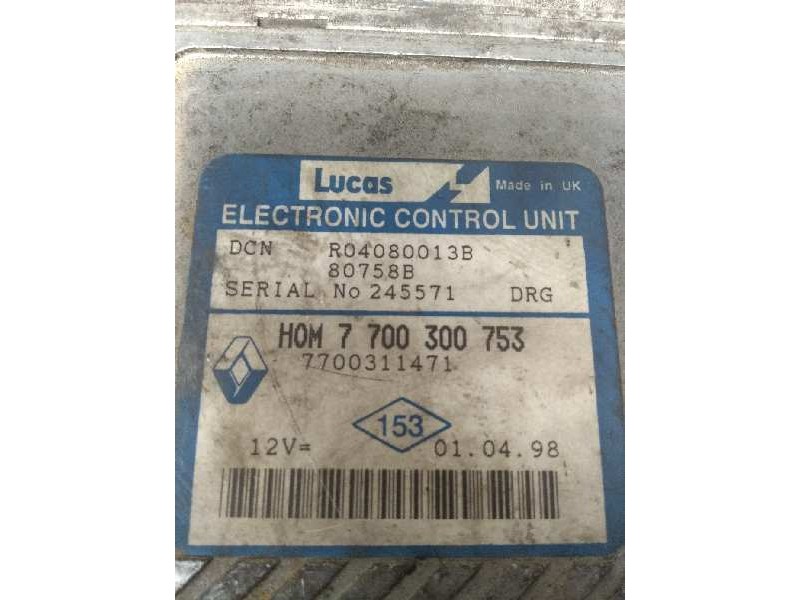 Lucas Made in UK
ELECTRONIC CONTROL UNIT
DCN R04080013B
80758B
SERIAL No 245571 DRG
HOM 7 700 300 753
7700311471
153
12V= 01.04.98